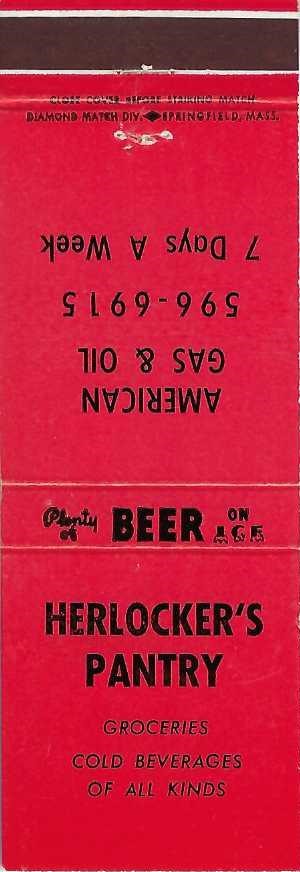 CLOSE COVER BEFORE STRIKING MATCH
DIAMOND MATCH DIV. ◆ SPRINGFIELD, MASS.
AMERICAN
GAS & OIL
596-6915
7 Days A Week
Plenty of BEER ON ICE
HERLOCKER'S
PANTRY
GROCERIES
COLD BEVERAGES
OF ALL KINDS